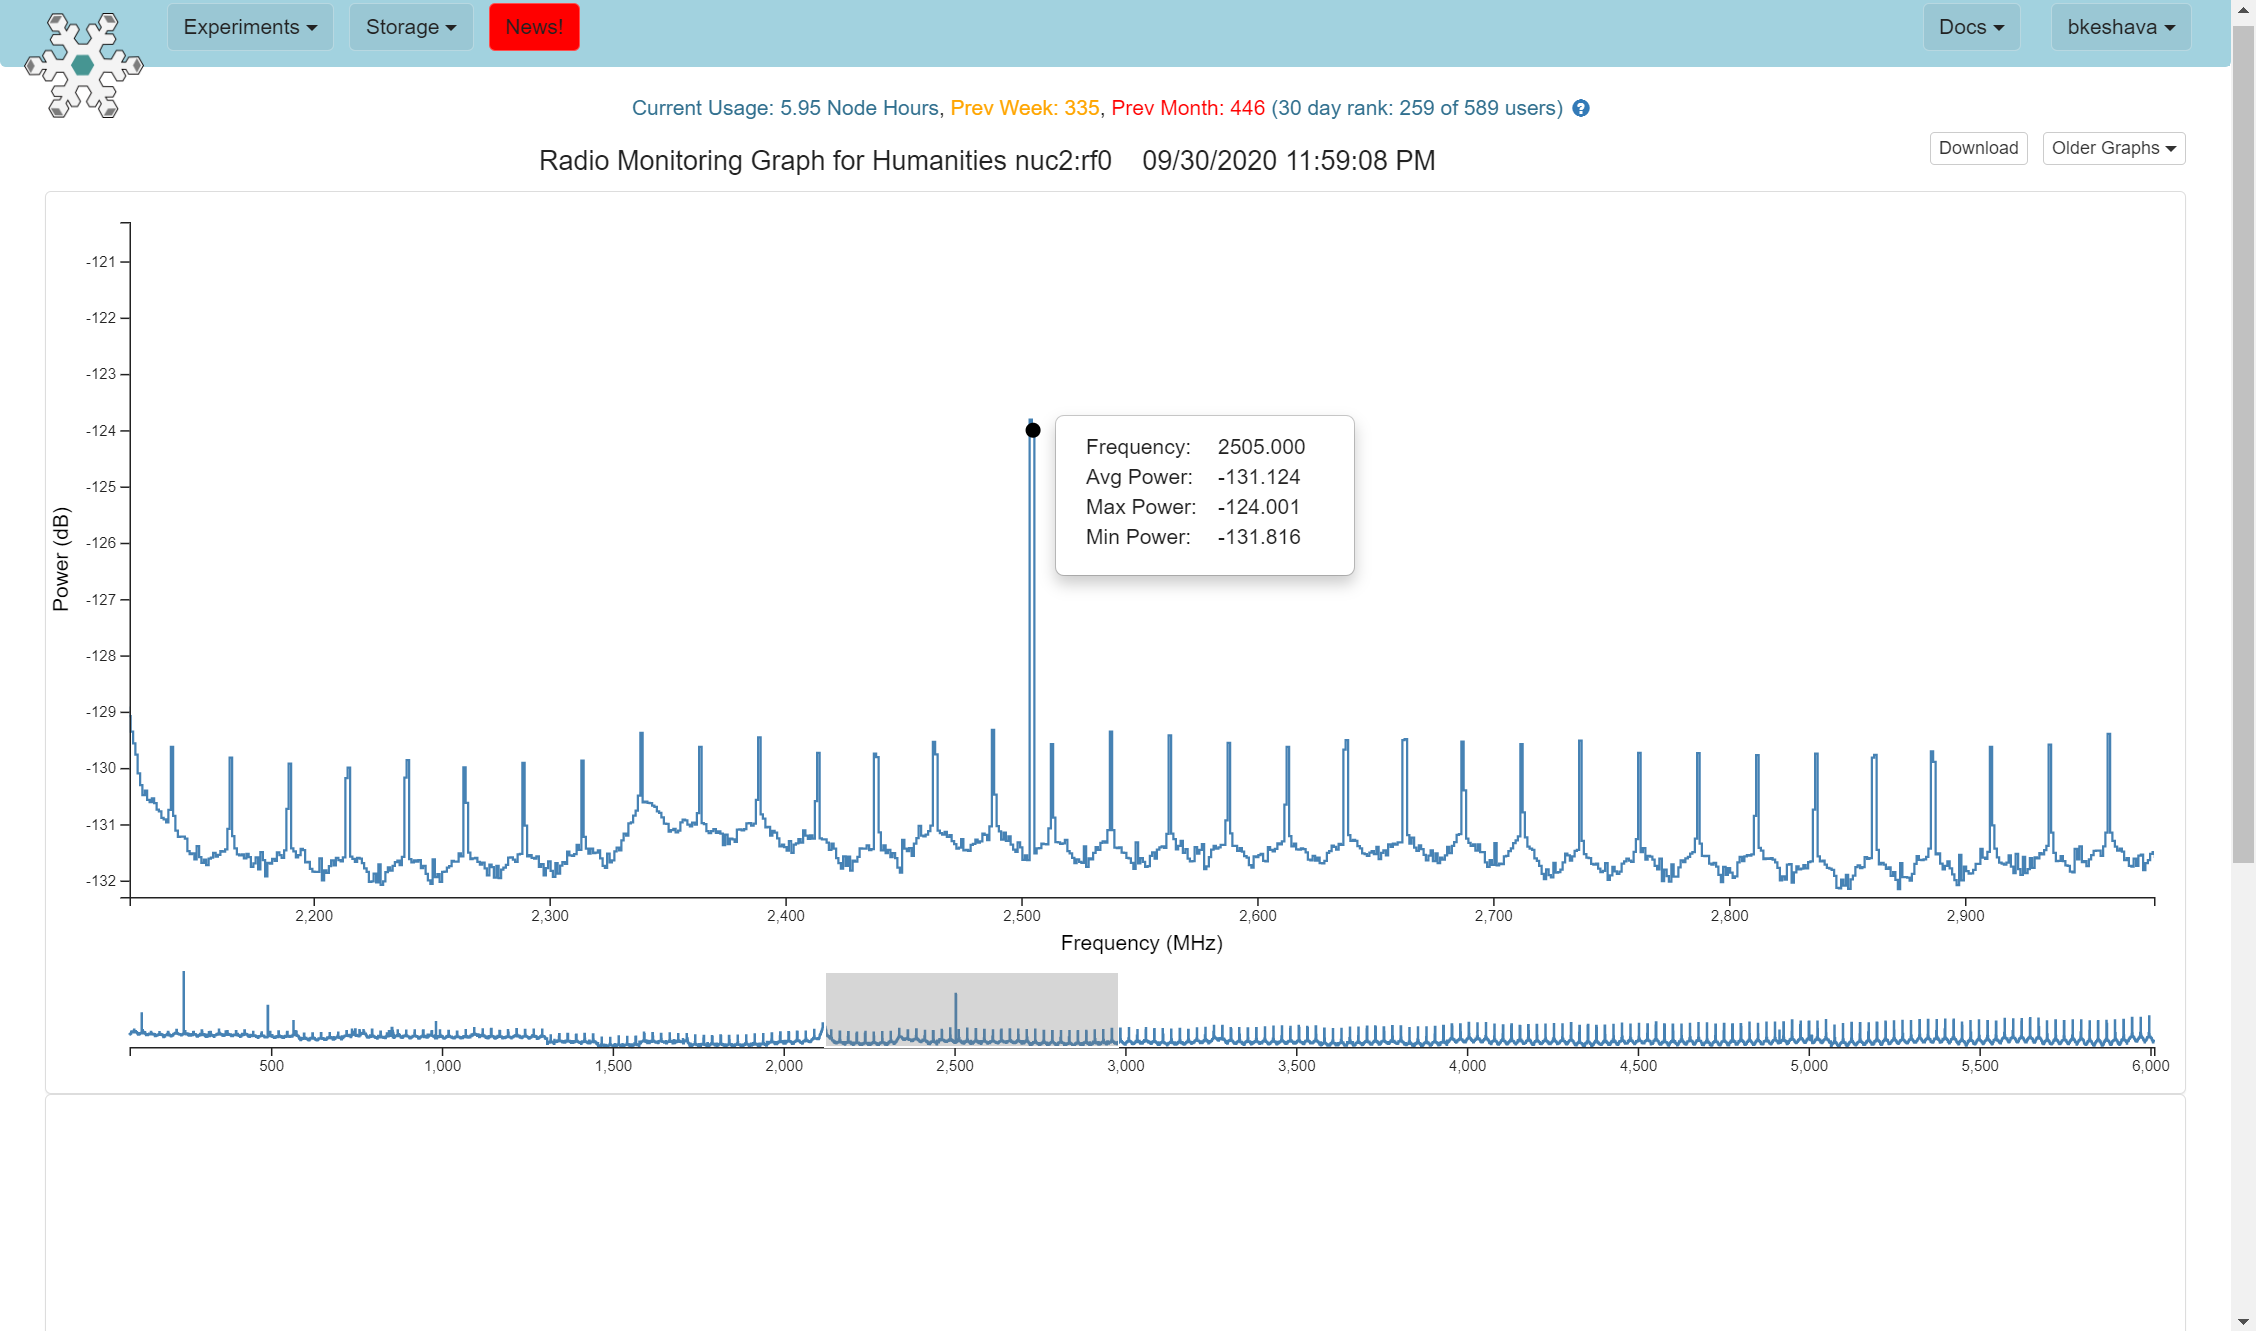 Experiments Storage News! Docs bkeshava
Current Usage: 5.95 Node Hours, Prev Week: 335, Prev Month: 446 (30 day rank: 259 of 589 users) ?
Download Older Graphs
Radio Monitoring Graph for Humanities nuc2:rf0 09/30/2020 11:59:08 PM
-121
-122
-123
-124
-125
-126
-127
-128
-129
-130
-131
-132
Power (dB)
Frequency: 2505.000
Avg Power: -131.124
Max Power: -124.001
Min Power: -131.816
2,200 2,300 2,400 2,500 2,600 2,700 2,800 2,900
Frequency (MHz)
500 1,000 1,500 2,000 2,500 3,000 3,500 4,000 4,500 5,000 5,500 6,000